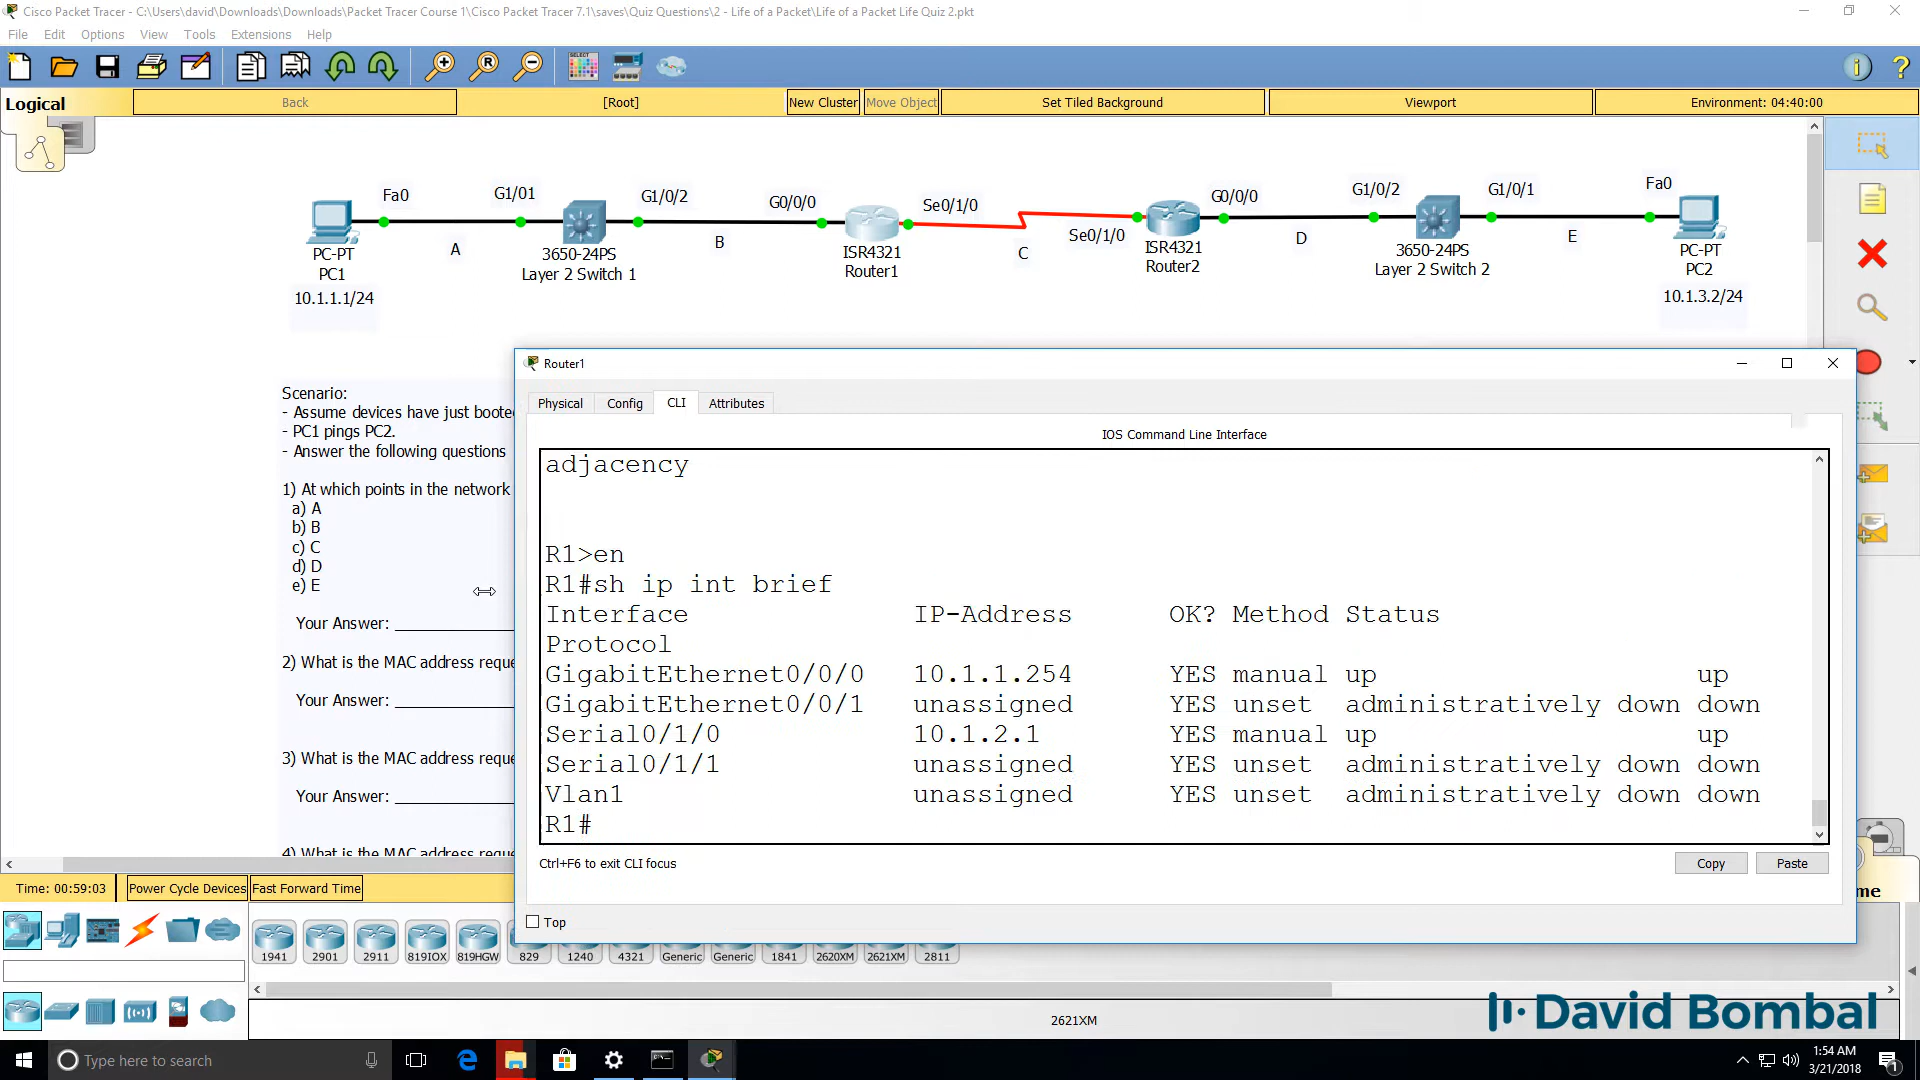 Cisco Packet Tracer - C:\Users\david\Downloads\Downloads\Packet Tracer Course 1\Cisco Packet Tracer 7.1\saves\Quiz Questions\2 - Life of a Packet\Life of a Packet Life Quiz 2.pkt
File Edit Options View Tools Extensions Help
Logical Back [Root] New Cluster Move Object Set Tiled Background Viewport Environment: 04:40:00
Fa0 G1/01 G1/0/2 G0/0/0 Se0/1/0 Se0/1/0 G0/0/0 G1/0/2 G1/0/1 Fa0
A B C D E
PC-PT
PC1
10.1.1.1/24
3650-24PS
Layer 2 Switch 1
ISR4321
Router1
ISR4321
Router2
3650-24PS
Layer 2 Switch 2
PC-PT
PC2
10.1.3.2/24
Scenario:
- Assume devices have just boote
- PC1 pings PC2.
- Answer the following questions
1) At which points in the network
a) A
b) B
c) C
d) D
e) E
Your Answer: ______________
2) What is the MAC address reque
Your Answer: ______________
3) What is the MAC address reque
Your Answer: ______________
4) What is the MAC address reque
Router1
Physical Config CLI Attributes
IOS Command Line Interface
adjacency
R1>en
R1#sh ip int brief
Interface IP-Address OK? Method Status
Protocol
GigabitEthernet0/0/0 10.1.1.254 YES manual up up
GigabitEthernet0/0/1 unassigned YES unset administratively down down
Serial0/1/0 10.1.2.1 YES manual up up
Serial0/1/1 unassigned YES unset administratively down down
Vlan1 unassigned YES unset administratively down down
R1#
Ctrl+F6 to exit CLI focus
Copy Paste
Top
Time: 00:59:03 Power Cycle Devices Fast Forward Time
me
1941 2901 2911 819IOX 819HGW 829 1240 4321 Generic Generic 1841 2620XM 2621XM 2811
2621XM
David Bombal
Type here to search
1:54 AM
3/21/2018
1